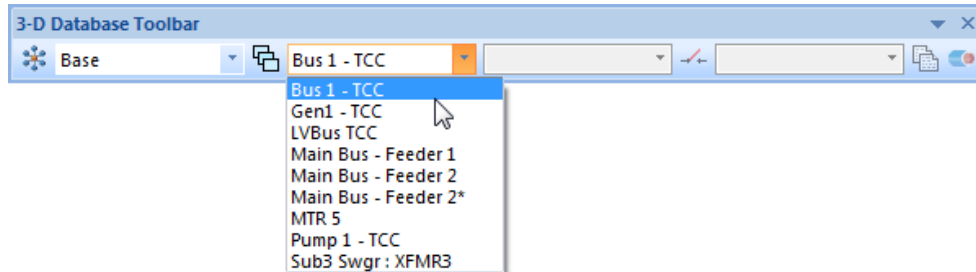 3-D Database Toolbar
Base
Bus 1 - TCC
Bus 1 - TCC
Gen1 - TCC
LVBus TCC
Main Bus - Feeder 1
Main Bus - Feeder 2
Main Bus - Feeder 2*
MTR 5
Pump 1 - TCC
Sub3 Swgr : XFMR3